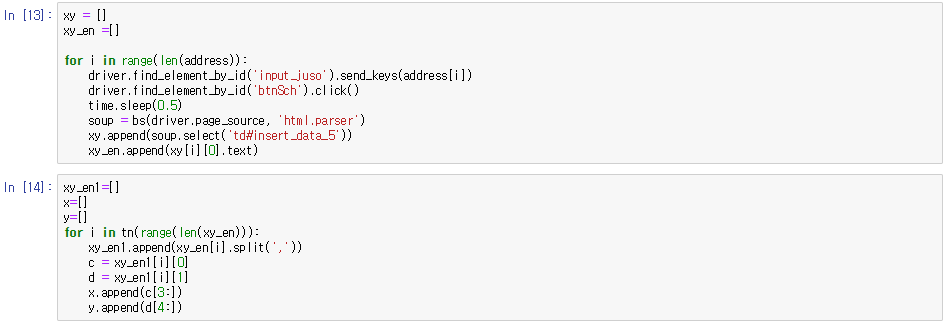 In [13]:
xy = []
xy_en =[]
for i in range(len(address)):
    driver.find_element_by_id('input_juso').send_keys(address[i])
    driver.find_element_by_id('btnSch').click()
    time.sleep(0.5)
    soup = bs(driver.page_source, 'html.parser')
    xy.append(soup.select('td#insert_data_5'))
    xy_en.append(xy[i][0].text)
In [14]:
xy_en1=[]
x=[]
y=[]
for i in tn(range(len(xy_en))):
    xy_en1.append(xy_en[i].split(','))
    c = xy_en1[i][0]
    d = xy_en1[i][1]
    x.append(c[3:])
    y.append(d[4:])